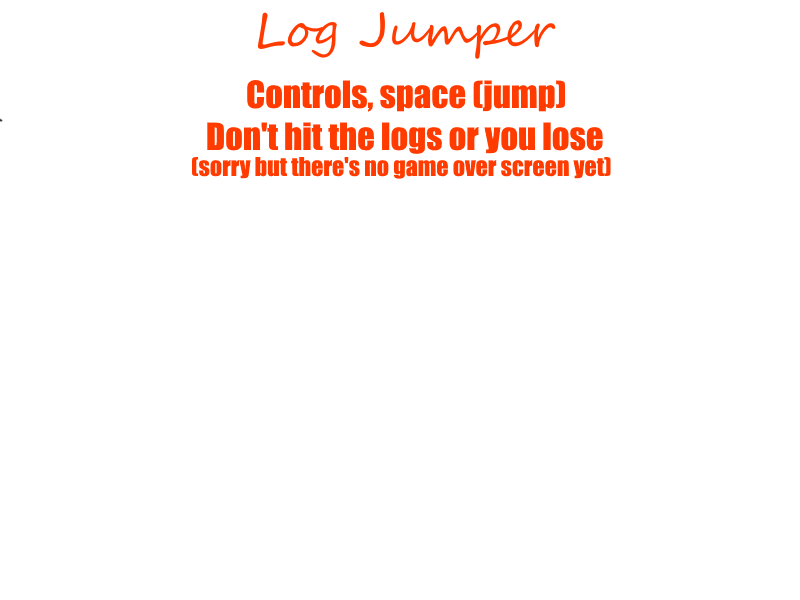 Log Jumper
Controls, space (jump)
Don't hit the logs or you lose
(sorry but there's no game over screen yet)